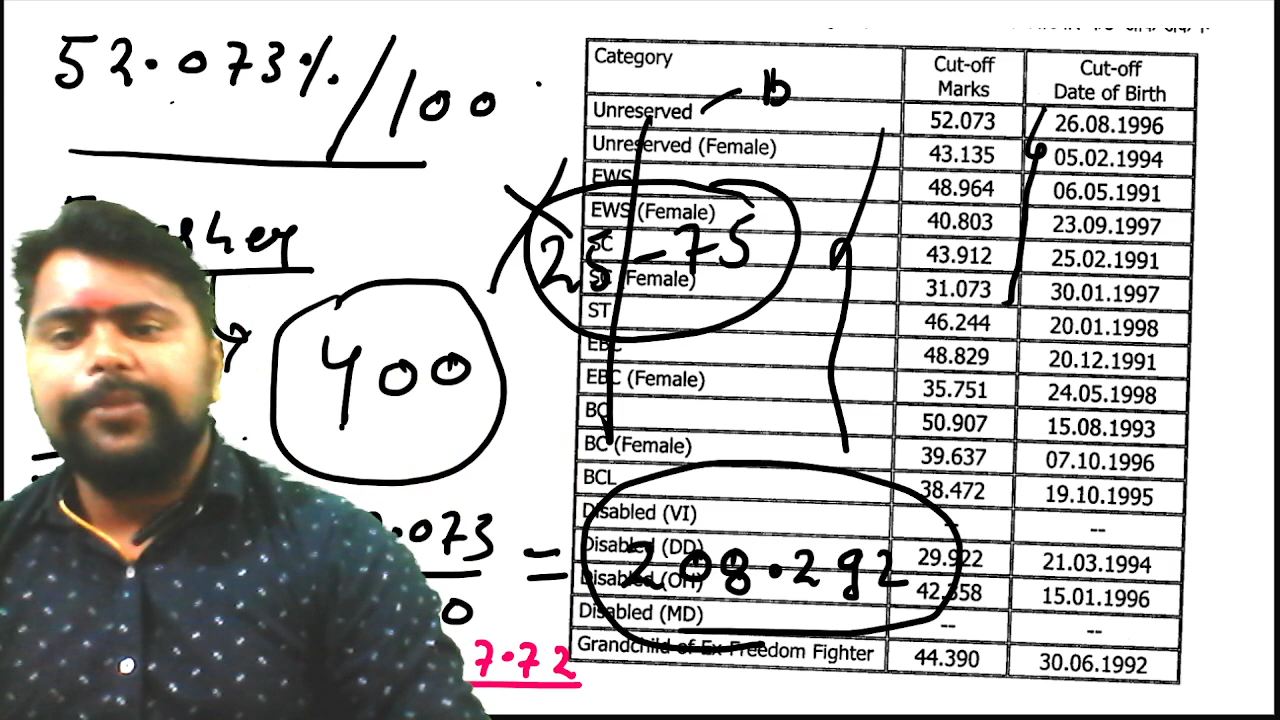 52.073%/100
400
.073
=
0
7.72
10
25-75
208.292
Category Cut-off Marks Cut-off Date of Birth
Unreserved 52.073 26.08.1996
Unreserved (Female) 43.135 05.02.1994
EWS 48.964 06.05.1991
EWS (Female) 40.803 23.09.1997
SC 43.912 25.02.1991
SC (Female) 31.073 30.01.1997
ST 46.244 20.01.1998
EBC 48.829 20.12.1991
EBC (Female) 35.751 24.05.1998
BC 50.907 15.08.1993
BC (Female) 39.637 07.10.1996
BCL 38.472 19.10.1995
Disabled (VI) -- --
Disabled (DD) 29.922 21.03.1994
Disabled (OH) 42.358 15.01.1996
Disabled (MD) -- --
Grandchild of Ex Freedom Fighter 44.390 30.06.1992